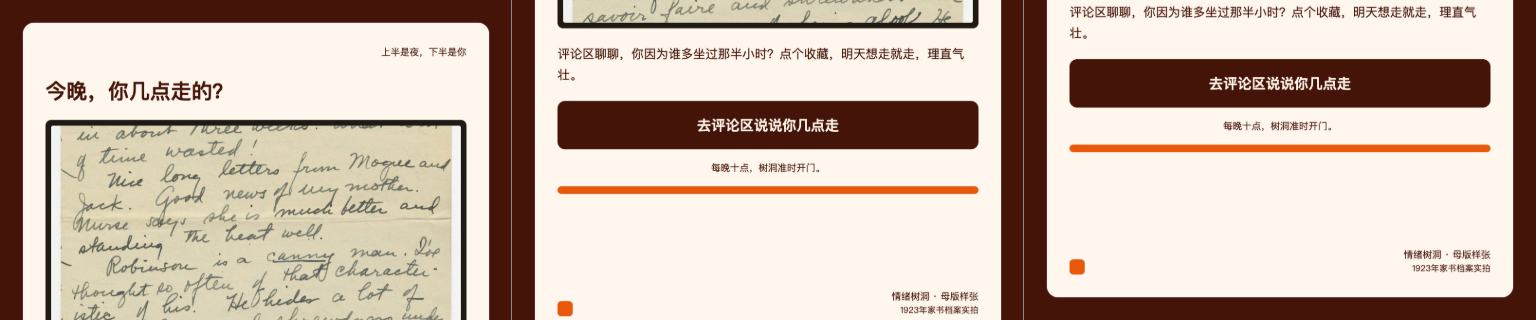 上半是夜，下半是你
今晚，你几点走的？
in about three weeks.
of time wasted!
Nice long letters from Mogue and
Jack. Good news of my mother.
Nurse says she is much better and
standing the heat well.
Robinson is a canny man. I've
thought so often of that character-
istic of his. He hides a lot of
savoir faire and
aloof. He
评论区聊聊，你因为谁多坐过那半小时？点个收藏，明天想走就走，理直气
壮。
去评论区说说你几点走
每晚十点，树洞准时开门。
情绪树洞 · 母版样张
1923年家书档案实拍
评论区聊聊，你因为谁多坐过那半小时？点个收藏，明天想走就走，理直气
壮。
去评论区说说你几点走
每晚十点，树洞准时开门。
情绪树洞 · 母版样张
1923年家书档案实拍